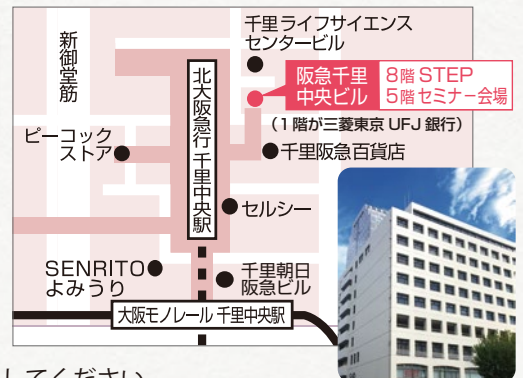 千里ライフサイエンス
センタービル
新御堂筋
阪急千里
中央ビル
8階 STEP
5階 セミナー会場
（1階が三菱東京UFJ銀行）
北大阪急行 千里中央駅
ピーコック
ストア
千里阪急百貨店
セルシー
SENRITO
よみうり
千里朝日
阪急ビル
大阪モノレール 千里中央駅
してください